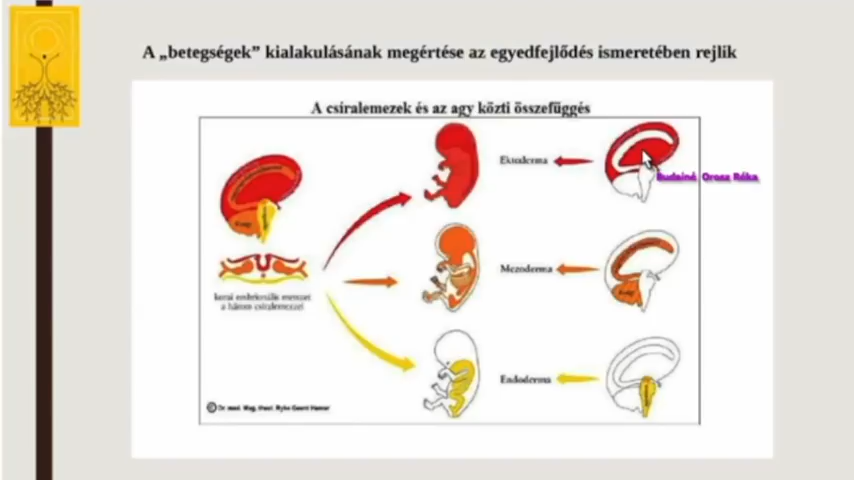 A „betegségek” kialakulásának megértése az egyedfejlődés ismeretében rejlik
A csíralemezek és az agy közti összefüggés
Ektoderma
Budainé Orosz Réka
Mezoderma
korai embrionális metszet
a három csíralemezzel
Endoderma
© Dr. med. Mag. theol. Ryke Geerd Hamer